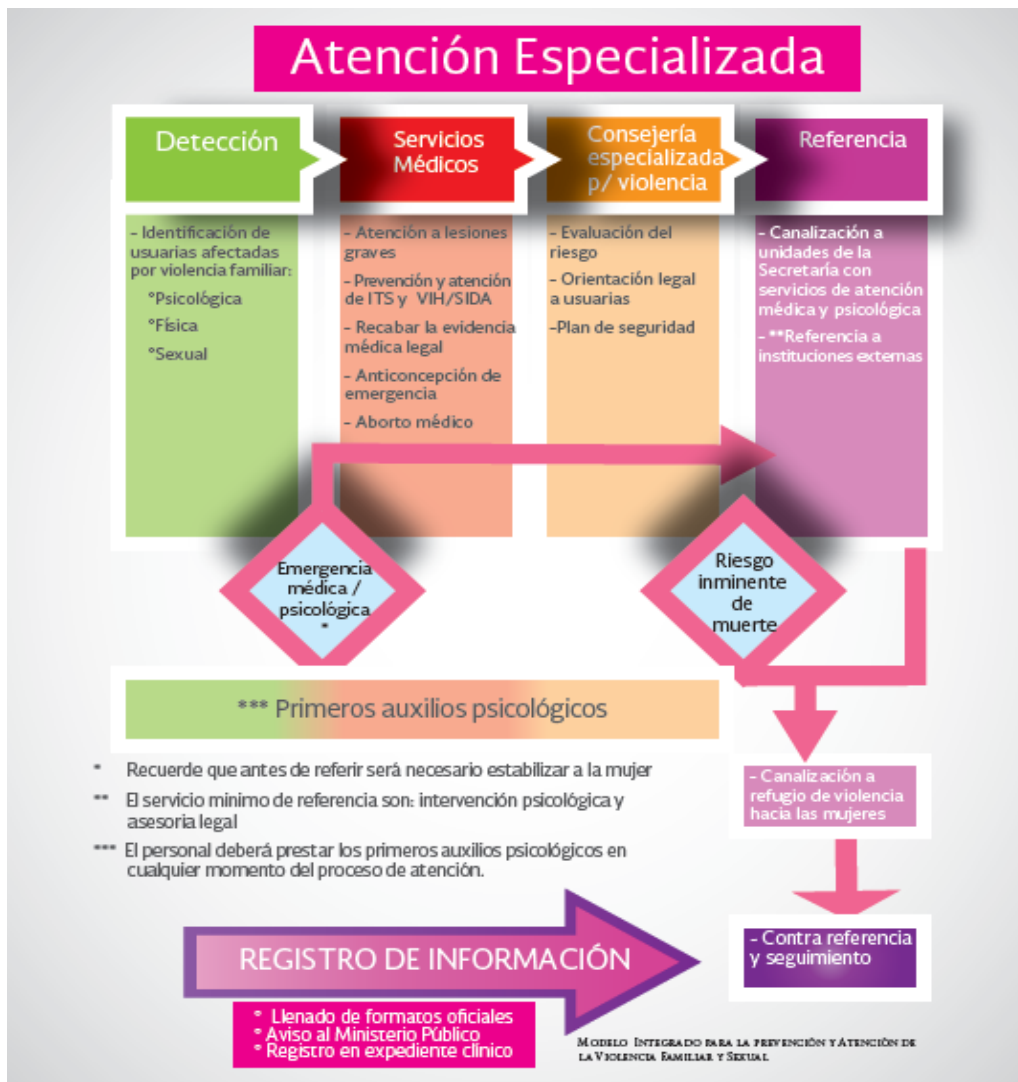 Atención Especializada
Detección
Servicios
Médicos
Consejería
especializada
p/ violencia
Referencia
- Identificación de
usuarias afectadas
por violencia familiar:
°Psicológica
°Física
°Sexual
- Atención a lesiones
graves
- Prevención y atención
de ITS y VIH/SIDA
- Recabar la evidencia
médica legal
- Anticoncepción de
emergencia
- Aborto médico
- Evaluación del
riesgo
- Orientación legal
a usuarias
-Plan de seguridad
- Canalización a
unidades de la
Secretaría con
servicios de atención
médica y psicológica
- **Referencia a
instituciones externas
Emergencia
médica /
psicológica
*
Riesgo
inminente
de
muerte
*** Primeros auxilios psicológicos
* Recuerde que antes de referir será necesario estabilizar a la mujer
** El servicio mínimo de referencia son: intervención psicológica y
asesoria legal
*** El personal deberá prestar los primeros auxilios psicológicos en
cualquier momento del proceso de atención.
- Canalización a
refugio de violencia
hacia las mujeres
- Contra referencia
y seguimiento
REGISTRO DE INFORMACIÓN
° Llenado de formatos oficiales
° Aviso al Ministerio Público
° Registro en expediente clínico
MODELO INTEGRADO PARA LA PREVENCIÓN Y ATENCIÓN DE
LA VIOLENCIA FAMILIAR Y SEXUAL